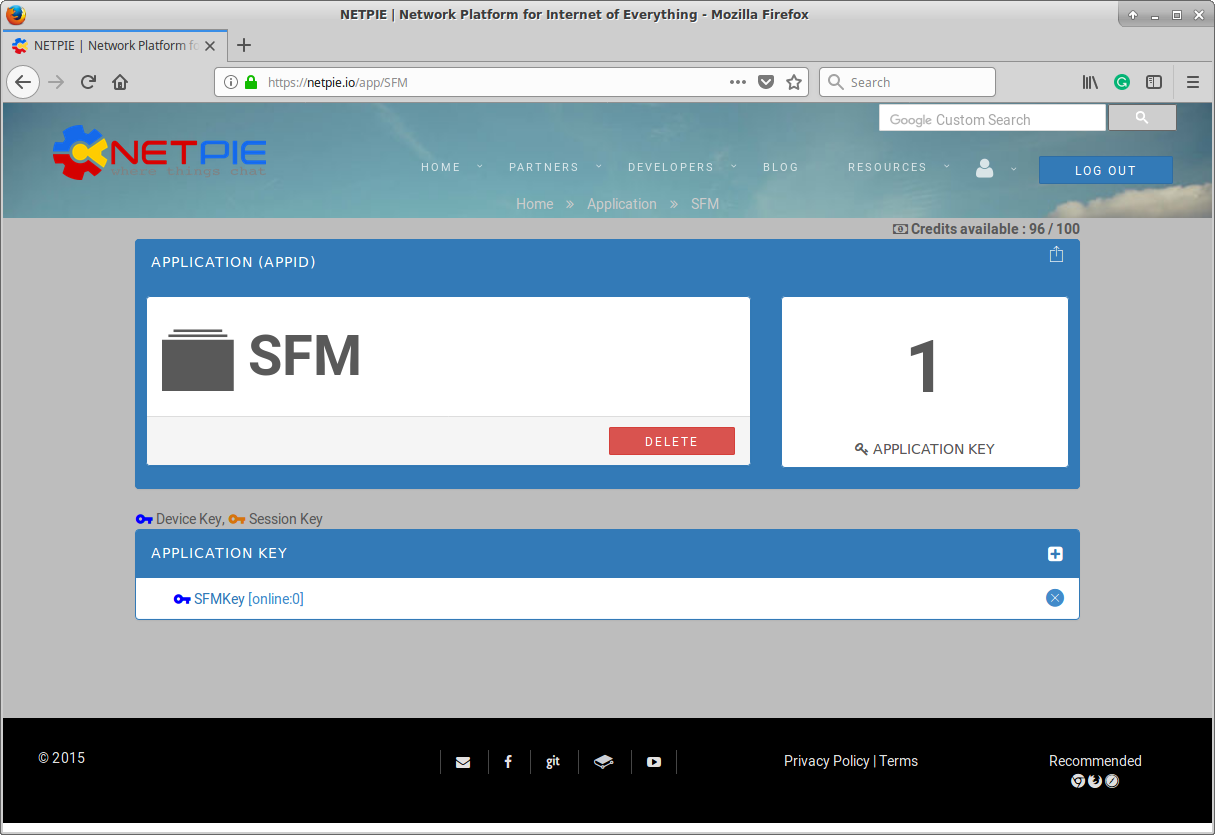 NETPIE | Network Platform for Internet of Everything - Mozilla Firefox
NETPIE | Network Platform fo
https://netpie.io/app/SFM
Search
Google Custom Search
NETPIE
where things chat
HOME PARTNERS DEVELOPERS BLOG RESOURCES LOG OUT
Home » Application » SFM
Credits available : 96 / 100
APPLICATION (APPID)
SFM
1
DELETE
APPLICATION KEY
Device Key, Session Key
APPLICATION KEY
SFMKey [online:0]
© 2015
git
Privacy Policy | Terms
Recommended